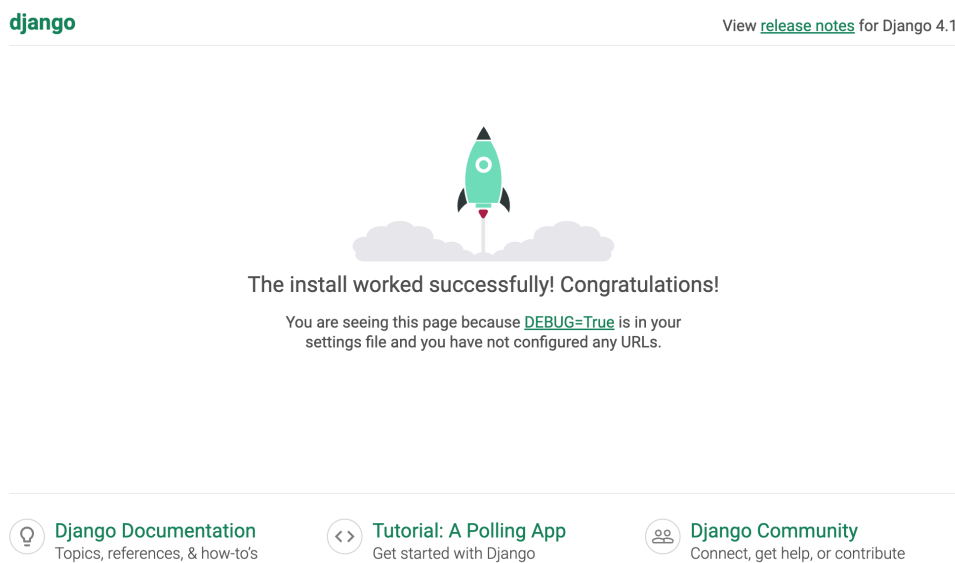 django
View release notes for Django 4.1
The install worked successfully! Congratulations!
You are seeing this page because DEBUG=True is in your
settings file and you have not configured any URLs.
Django Documentation
Topics, references, & how-to’s
Tutorial: A Polling App
Get started with Django
Django Community
Connect, get help, or contribute